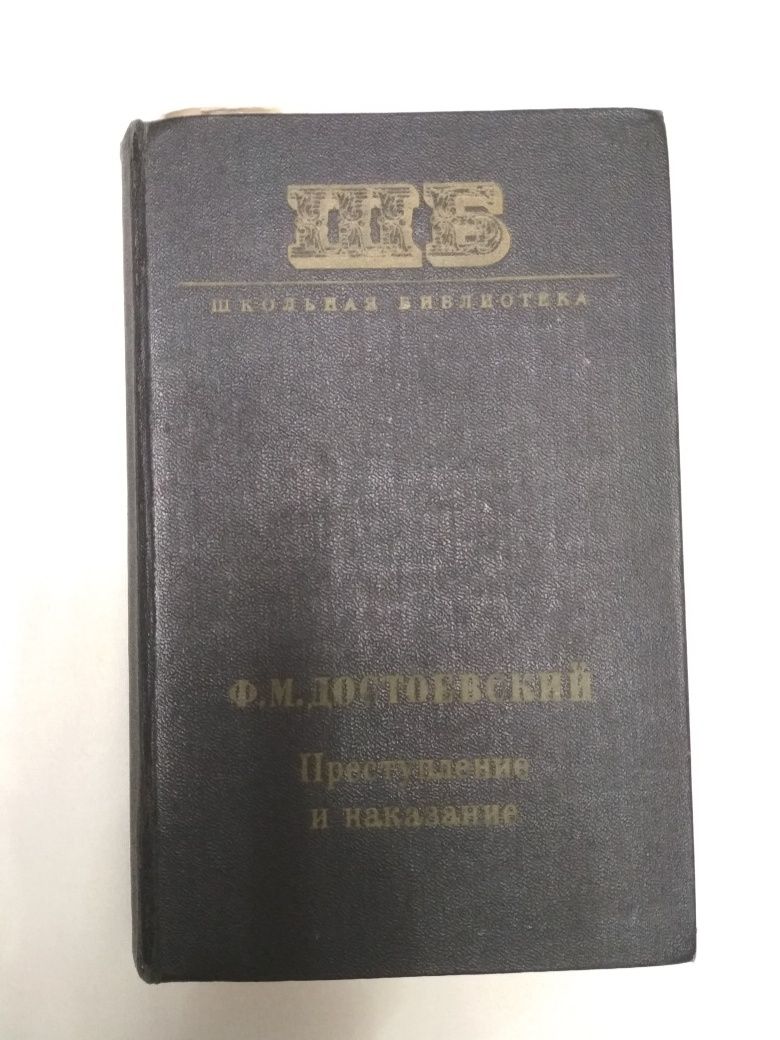 ШБ
ШКОЛЬНАЯ БИБЛИОТЕКА
Ф.М.ДОСТОЕВСКИЙ
Преступление
и наказание